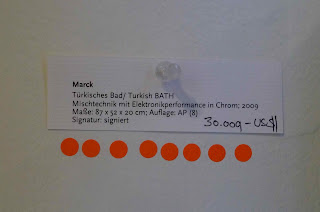 Marck
Türkisches Bad/ Turkish BATH
Mischtechnik mit Elektronikperformance in Chrom; 2009
Maße: 87 x 52 x 20 cm; Auflage: AP (8)
Signatur: signiert
30.009 - US$